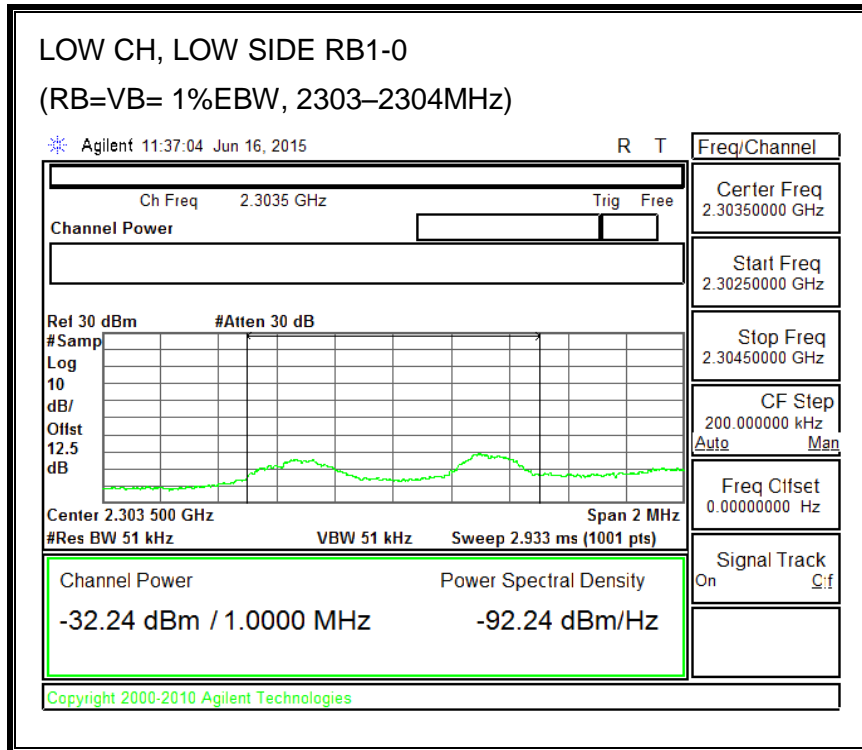 LOW CH, LOW SIDE RB1-0
(RB=VB= 1%EBW, 2303–2304MHz)
Agilent 11:37:04 Jun 16, 2015 R T
Freq/Channel
Ch Freq 2.3035 GHz Trig Free
Channel Power
Center Freq
2.30350000 GHz
Start Freq
2.30250000 GHz
Stop Freq
2.30450000 GHz
CF Step
200.000000 kHz
Auto Man
Freq Offset
0.00000000 Hz
Signal Track
On Off
Ref 30 dBm #Atten 30 dB
#Samp
Log
10
dB/
Offst
12.5
dB
Center 2.303 500 GHz Span 2 MHz
#Res BW 51 kHz VBW 51 kHz Sweep 2.933 ms (1001 pts)
Channel Power Power Spectral Density
-32.24 dBm / 1.0000 MHz -92.24 dBm/Hz
Copyright 2000-2010 Agilent Technologies